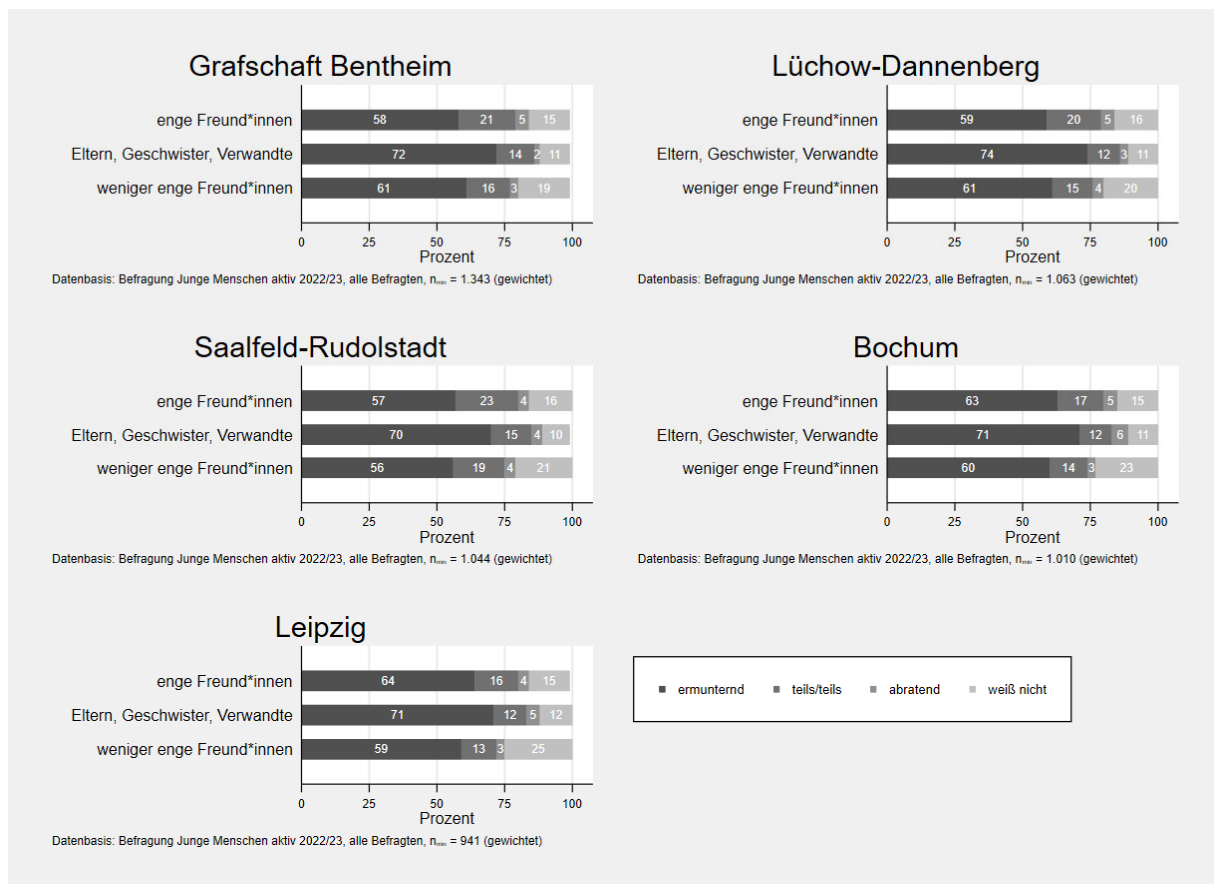 Grafschaft Bentheim
enge Freund*innen 58 21 5 15
Eltern, Geschwister, Verwandte 72 14 2 11
weniger enge Freund*innen 61 16 3 19
0 25 50 75 100
Prozent
Datenbasis: Befragung Junge Menschen aktiv 2022/23, alle Befragten, nmin = 1.343 (gewichtet)
Lüchow-Dannenberg
enge Freund*innen 59 20 5 16
Eltern, Geschwister, Verwandte 74 12 3 11
weniger enge Freund*innen 61 15 4 20
0 25 50 75 100
Prozent
Datenbasis: Befragung Junge Menschen aktiv 2022/23, alle Befragten, nmin = 1.063 (gewichtet)
Saalfeld-Rudolstadt
enge Freund*innen 57 23 4 16
Eltern, Geschwister, Verwandte 70 15 4 10
weniger enge Freund*innen 56 19 4 21
0 25 50 75 100
Prozent
Datenbasis: Befragung Junge Menschen aktiv 2022/23, alle Befragten, nmin = 1.044 (gewichtet)
Bochum
enge Freund*innen 63 17 5 15
Eltern, Geschwister, Verwandte 71 12 6 11
weniger enge Freund*innen 60 14 3 23
0 25 50 75 100
Prozent
Datenbasis: Befragung Junge Menschen aktiv 2022/23, alle Befragten, nmin = 1.010 (gewichtet)
Leipzig
enge Freund*innen 64 16 4 15
Eltern, Geschwister, Verwandte 71 12 5 12
weniger enge Freund*innen 59 13 3 25
0 25 50 75 100
Prozent
Datenbasis: Befragung Junge Menschen aktiv 2022/23, alle Befragten, nmin = 941 (gewichtet)
ermunternd teils/teils abratend weiß nicht